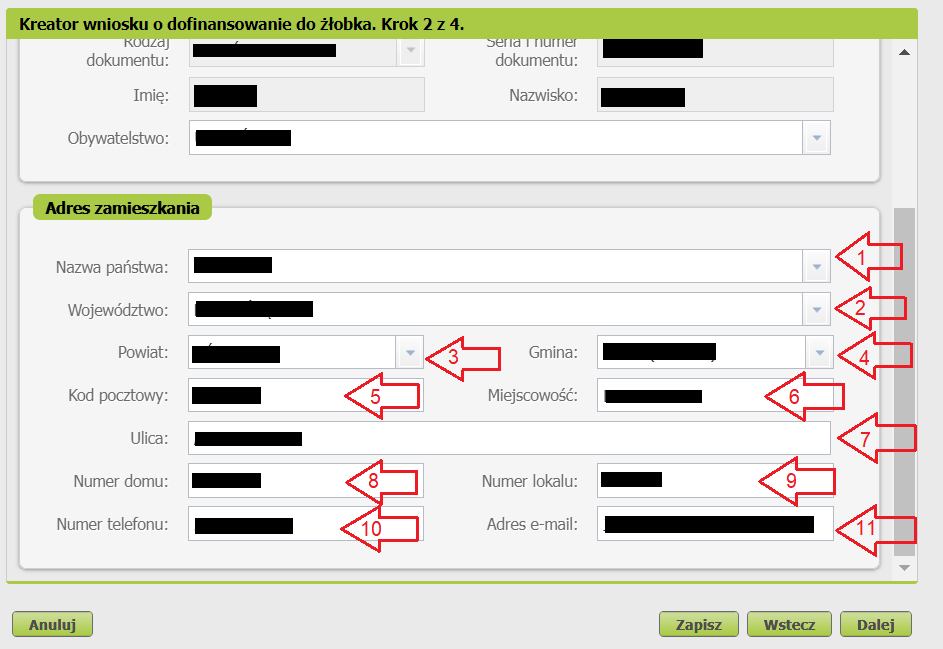 Kreator wniosku o dofinansowanie do żłobka. Krok 2 z 4.
Rodzaj dokumentu: Seria i numer dokumentu:
Imię: Nazwisko:
Obywatelstwo:
Adres zamieszkania
Nazwa państwa: 1
Województwo: 2
Powiat: 3 Gmina: 4
Kod pocztowy: 5 Miejscowość: 6
Ulica: 7
Numer domu: 8 Numer lokalu: 9
Numer telefonu: 10 Adres e-mail: 11
Anuluj Zapisz Wstecz Dalej